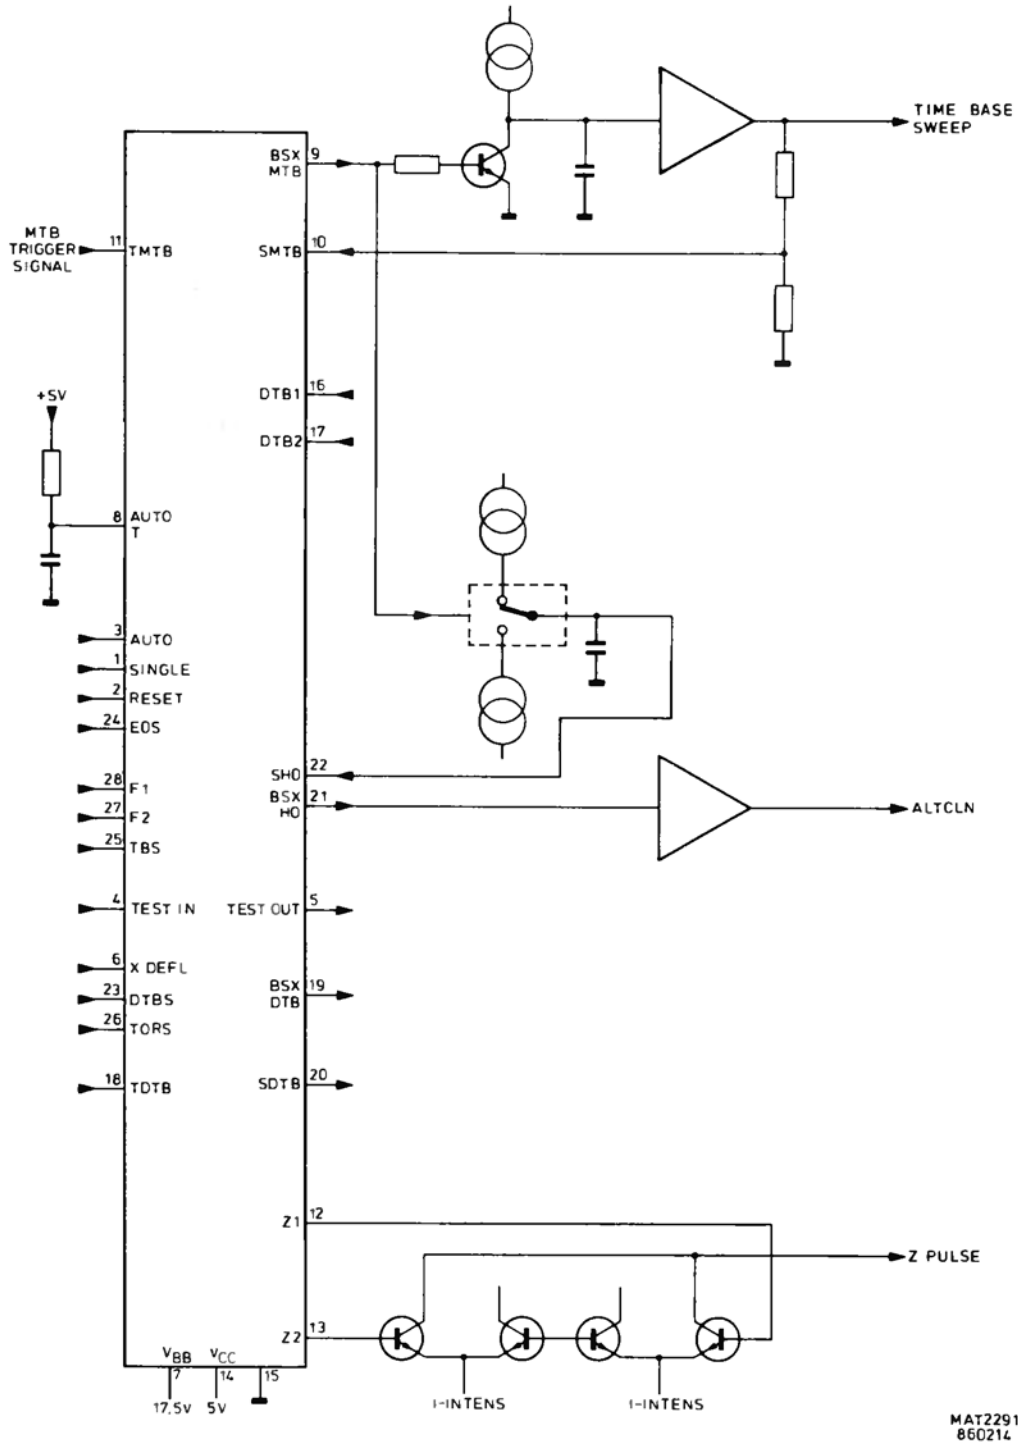 TIME BASE
SWEEP
BSX 9
MTB
MTB
TRIGGER
SIGNAL
11 TMTB
SMTB 10
DTB1 16
DTB2 17
+5V
8 AUTO
T
3 AUTO
1 SINGLE
2 RESET
24 EOS
SHO 22
28 F1
BSX 21
HO
ALTCLN
27 F2
25 TBS
4 TEST IN
TEST OUT 5
6 X DEFL
BSX 19
DTB
23 DTBS
26 TORS
18 TDTB
SDTB 20
Z1 12
Z PULSE
Z2 13
VBB VCC
7 14 15
17,5V 5V
I-INTENS I-INTENS
MAT2291
860214